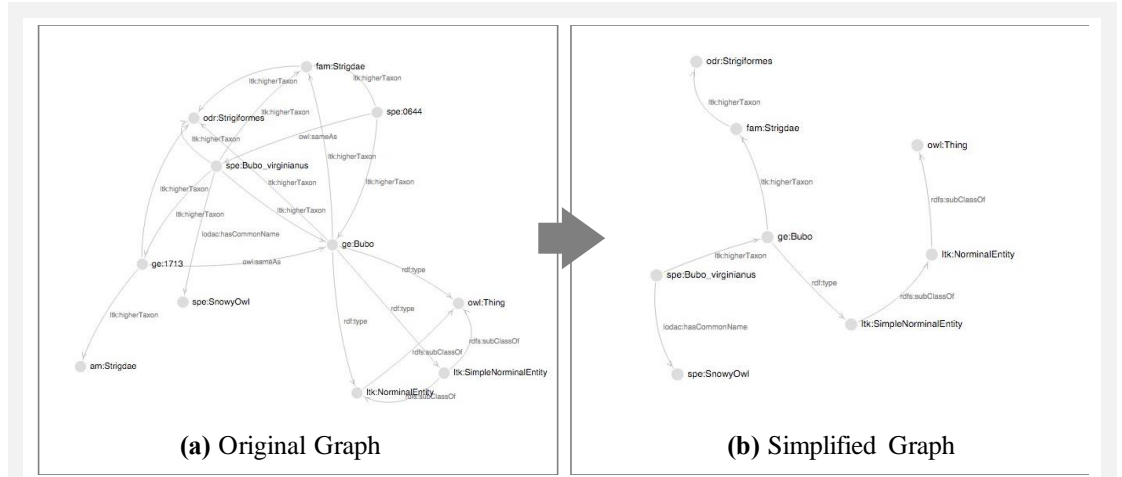 fam:Strigdae
ltk:higherTaxon
ltk:higherTaxon
ltk:higherTaxon
spe:0644
odr:Strigiformes
ltk:higherTaxon
owl:sameAs
spe:Bubo_virginianus
ltk:higherTaxon
ltk:higherTaxon
ltk:higherTaxon
ltk:higherTaxon
ltk:higherTaxon
ltk:higherTaxon
lodac:hasCommonName
ge:Bubo
ge:1713
owl:sameAs
rdf:type
spe:SnowyOwl
owl:Thing
ltk:higherTaxon
rdf:type
rdf:type
rdfs:subClassOf
rdfs:subClassOf
am:Strigdae
ltk:SimpleNorminalEntity
ltk:NorminalEntity
rdfs:subClassOf
(a) Original Graph
odr:Strigiformes
ltk:higherTaxon
fam:Strigdae
owl:Thing
ltk:higherTaxon
rdfs:subClassOf
ge:Bubo
ltk:higherTaxon
ltk:NorminalEntity
spe:Bubo_virginianus
rdf:type
rdfs:subClassOf
lodac:hasCommonName
ltk:SimpleNorminalEntity
spe:SnowyOwl
(b) Simplified Graph